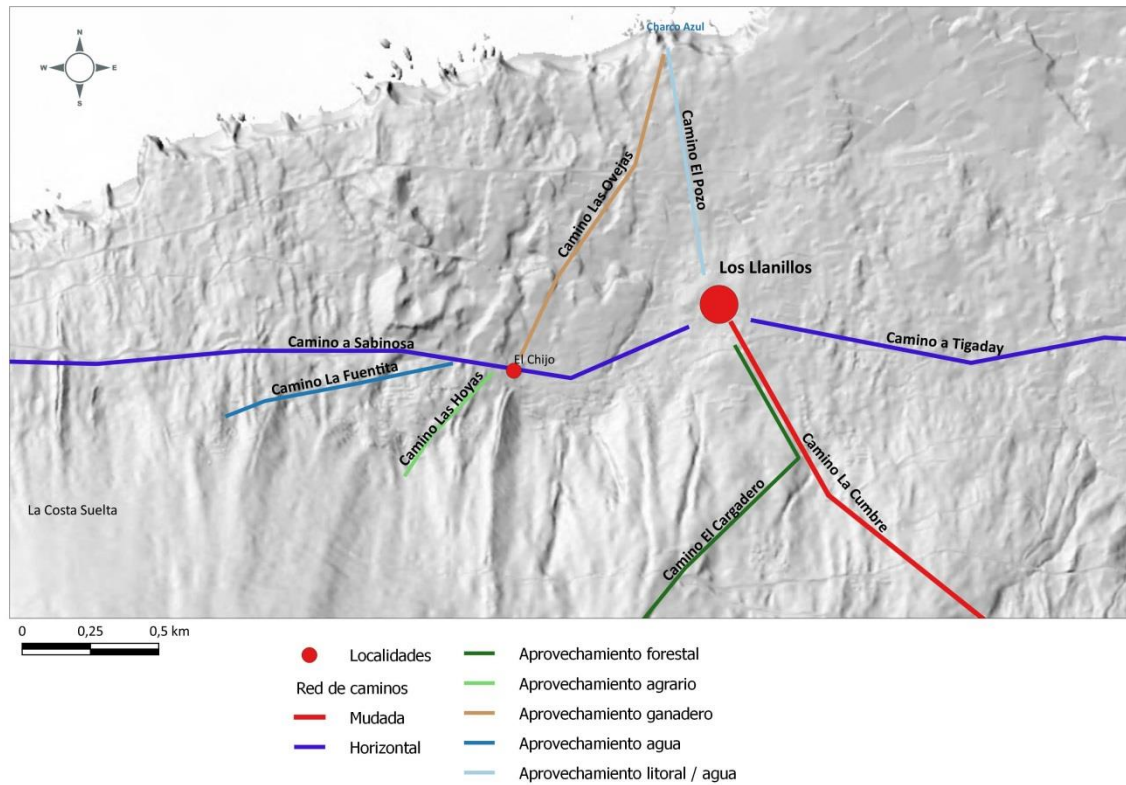 Charco Azul
N
W
E
S
Camino El Pozo
Camino Las Ovejas
Los Llanillos
Camino a Sabinosa
Camino a Tigaday
El Chijo
Camino La Fuentita
Camino Las Hoyas
Camino La Cumbre
La Costa Suelta
Camino El Cargadero
0 0,25 0,5 km
Localidades
Red de caminos
Mudada
Horizontal
Aprovechamiento forestal
Aprovechamiento agrario
Aprovechamiento ganadero
Aprovechamiento agua
Aprovechamiento litoral / agua